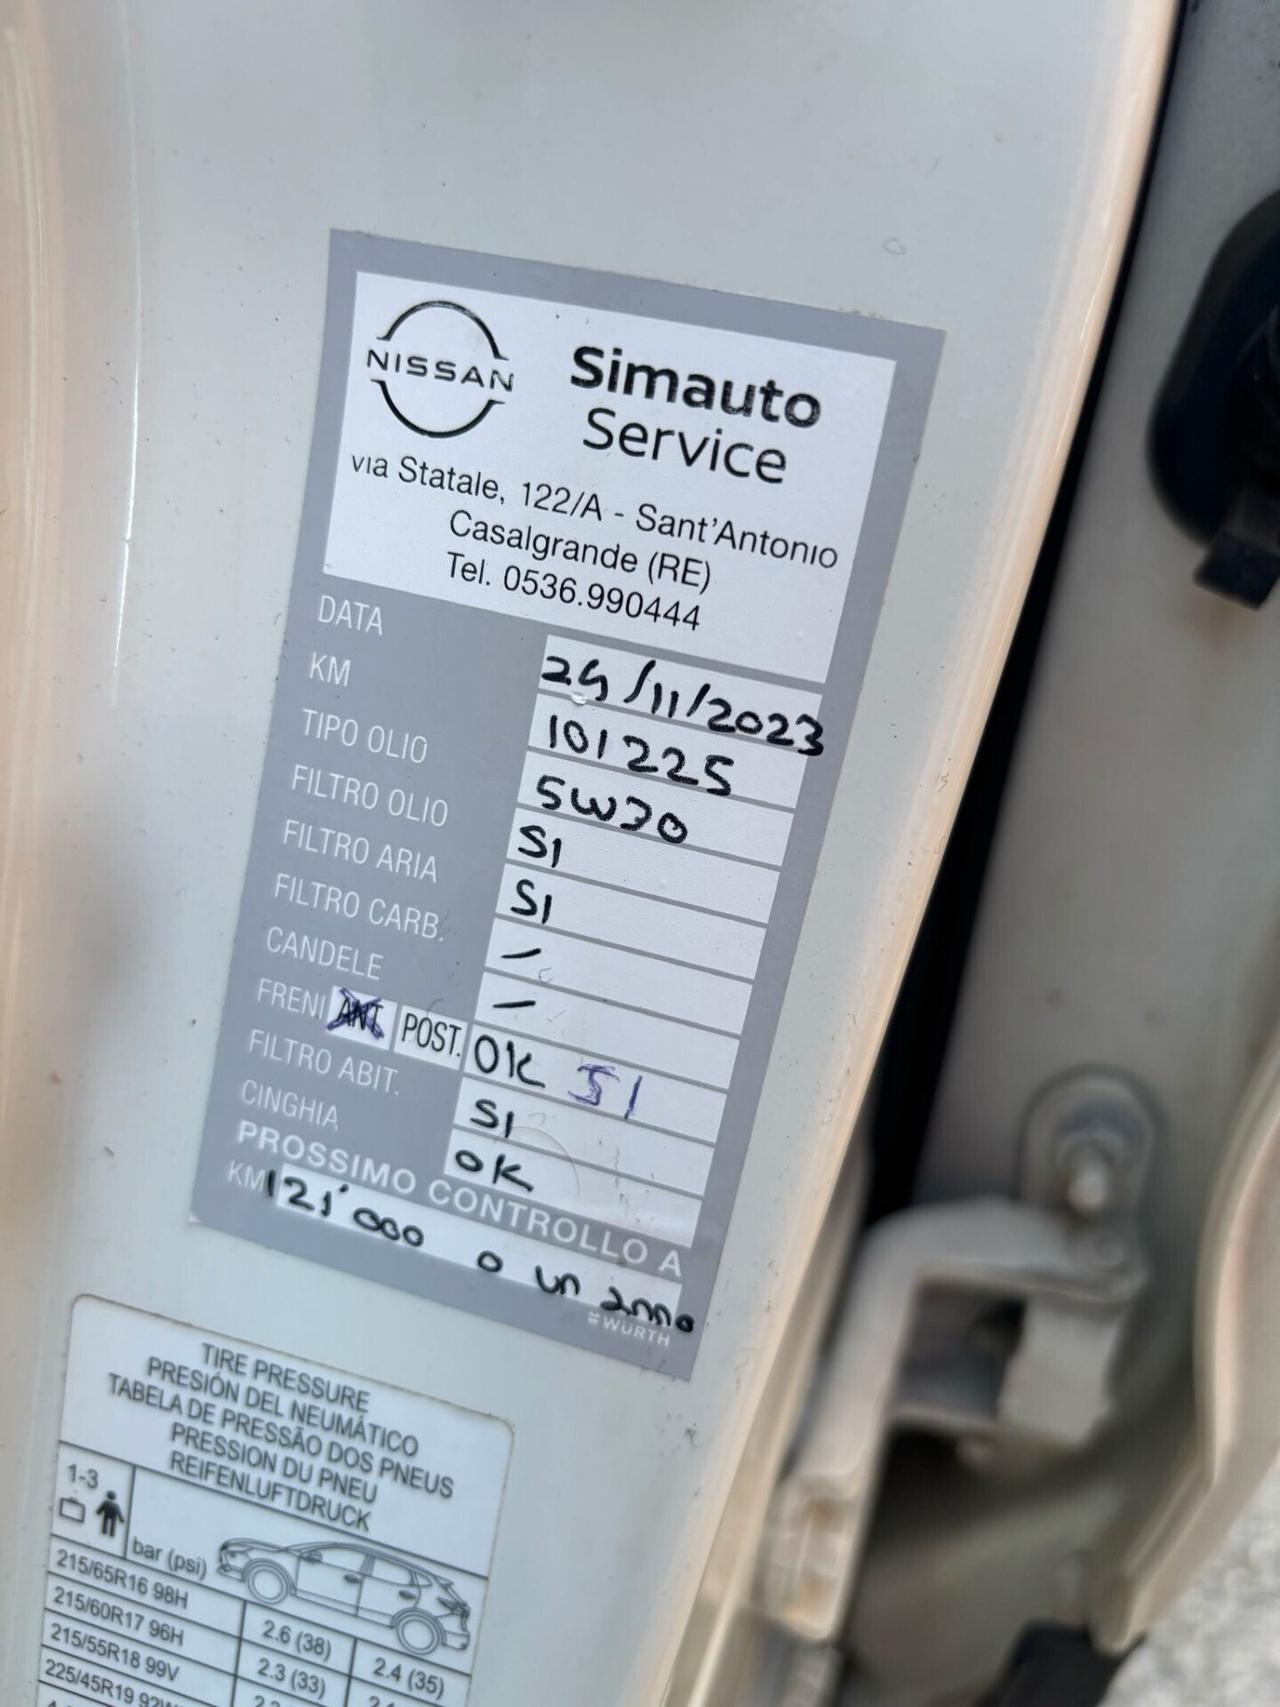 NISSAN
Simauto
Service
via Statale, 122/A - Sant'Antonio
Casalgrande (RE)
Tel. 0536.990444
DATA 24/11/2023
KM 101225
TIPO OLIO 5W30
FILTRO OLIO SI
FILTRO ARIA SI
FILTRO CARB. -
CANDELE -
FRENI ANT. POST. OK SI
FILTRO ABIT. SI
CINGHIA OK
PROSSIMO CONTROLLO A
KM 121'000 o un anno
WÜRTH
TIRE PRESSURE
PRESIÓN DEL NEUMÁTICO
TABELA DE PRESSÃO DOS PNEUS
PRESSION DU PNEU
REIFENLUFTDRUCK
1-3
bar (psi)
215/65R16 98H 2.6 (38) 2.4 (35)
215/60R17 96H 2.3 (33)
215/55R18 99V
225/45R19